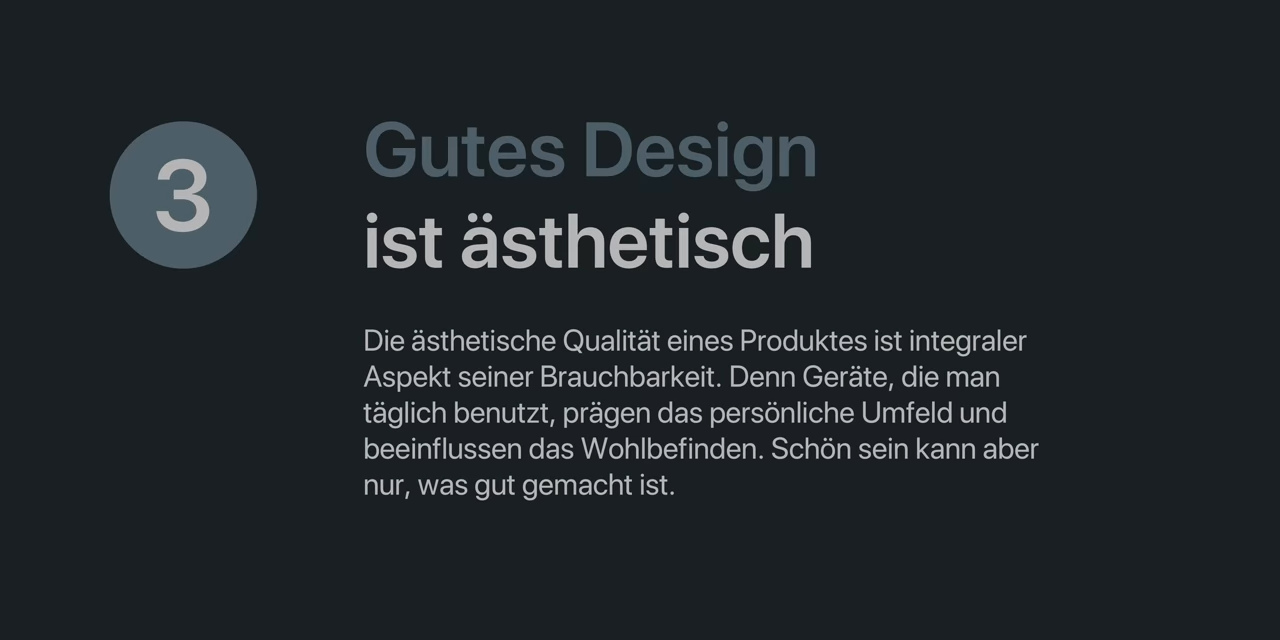 3
Gutes Design
ist ästhetisch
Die ästhetische Qualität eines Produktes ist integraler
Aspekt seiner Brauchbarkeit. Denn Geräte, die man
täglich benutzt, prägen das persönliche Umfeld und
beeinflussen das Wohlbefinden. Schön sein kann aber
nur, was gut gemacht ist.